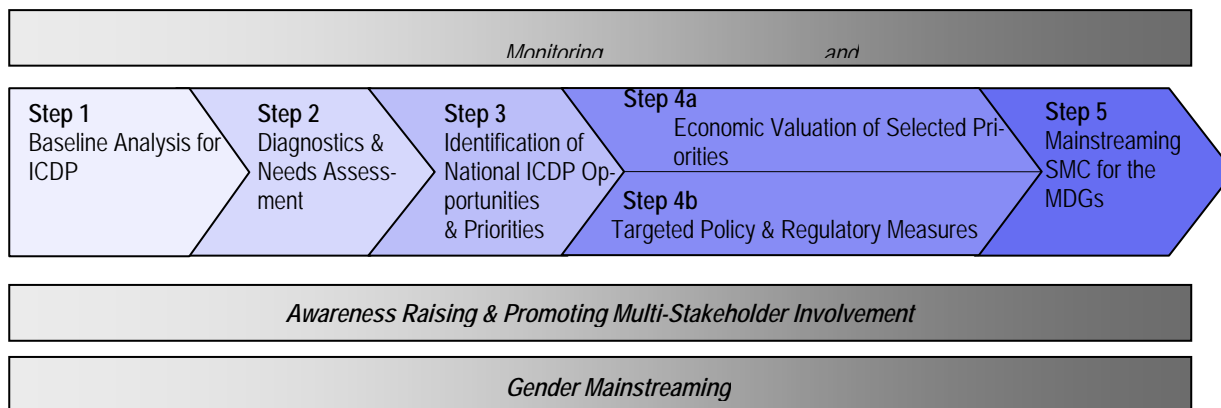 Monitoring and
Step 1
Baseline Analysis for
ICDP
Step 2
Diagnostics &
Needs Assess-
ment
Step 3
Identification of
National ICDP Op-
portunities
& Priorities
Step 4a
Economic Valuation of Selected Pri-
orities
Step 4b
Targeted Policy & Regulatory Measures
Step 5
Mainstreaming
SMC for the
MDGs
Awareness Raising & Promoting Multi-Stakeholder Involvement
Gender Mainstreaming